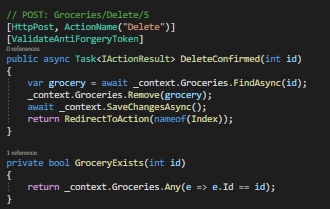 // POST: Groceries/Delete/5
[HttpPost, ActionName("Delete")]
[ValidateAntiForgeryToken]
0 references
public async Task<IActionResult> DeleteConfirmed(int id)
{
    var grocery = await _context.Groceries.FindAsync(id);
    _context.Groceries.Remove(grocery);
    await _context.SaveChangesAsync();
    return RedirectToAction(nameof(Index));
}
1 reference
private bool GroceryExists(int id)
{
    return _context.Groceries.Any(e => e.Id == id);
}